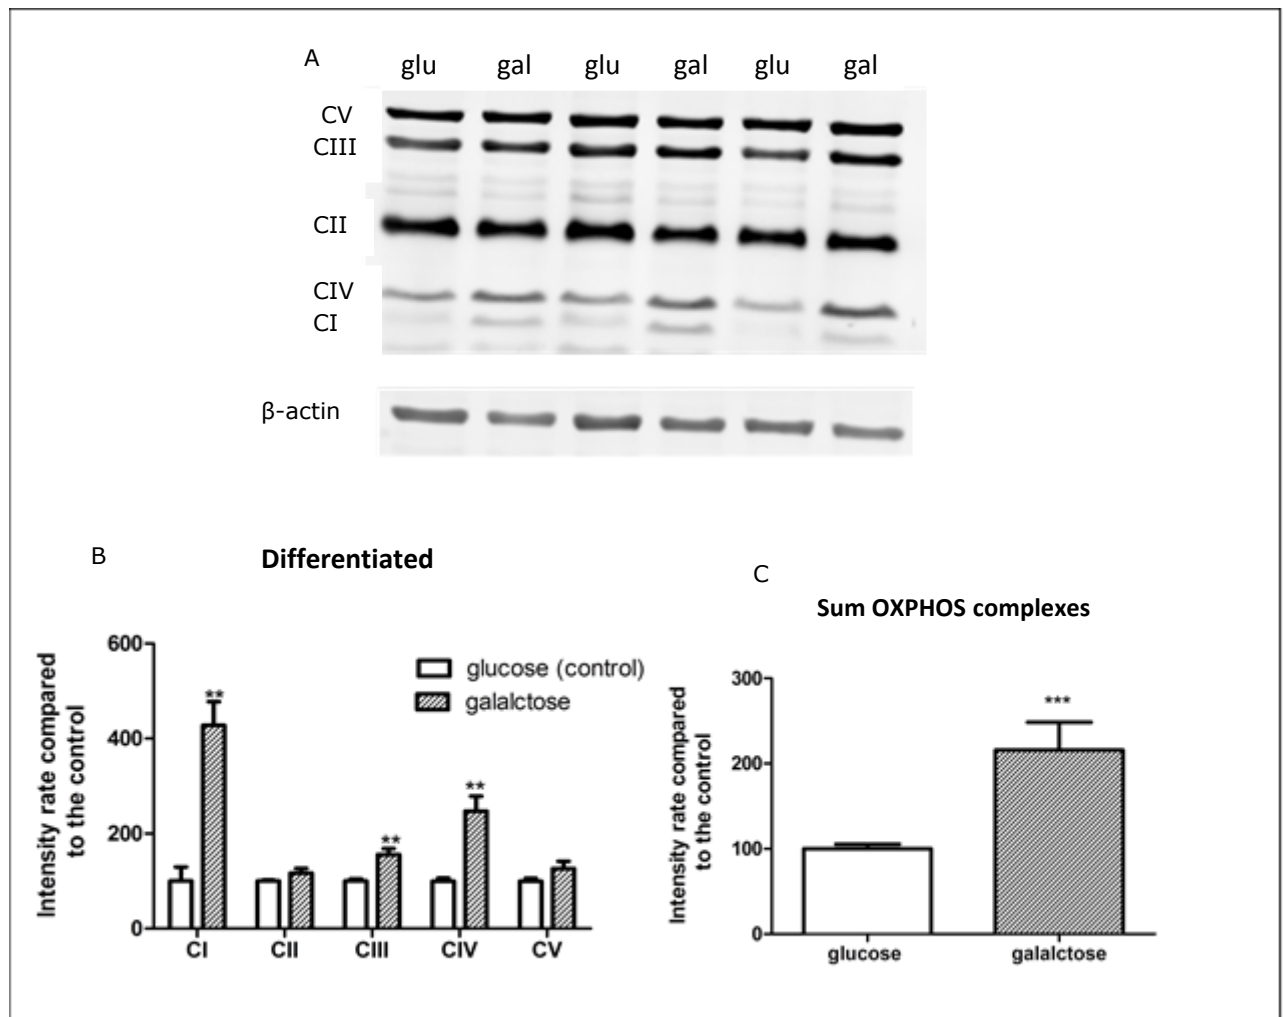 A
glu gal glu gal glu gal
CV
CIII
CII
CIV
CI
β-actin
B
Differentiated
Intensity rate compared
to the control
600
400
200
0
**
**
**
glucose (control)
galalctose
CI CII CIII CIV CV
C
Sum OXPHOS complexes
Intensity rate compared
to the control
300
200
100
0
***
glucose galalctose